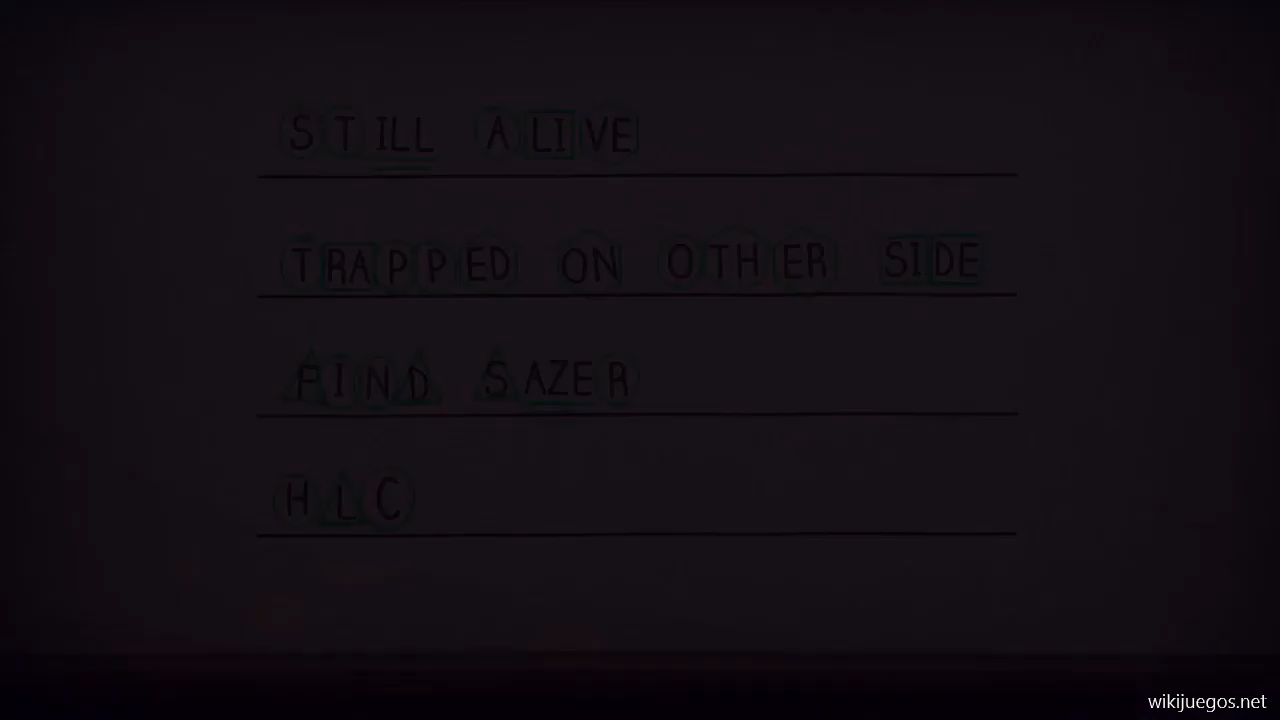 STILL ALIVE
TRAPPED ON OTHER SIDE
FIND SAZER
HLC
wikijuegos.net